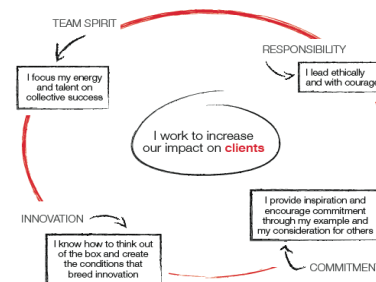 TEAM SPIRIT
I focus my energy
and talent on
collective success
RESPONSIBILITY
I lead ethically
and with courage
I work to increase
our impact on clients
INNOVATION
I know how to think out
of the box and create
the conditions that
breed innovation
I provide inspiration and
encourage commitment
through my example and
my consideration for others
COMMITMENT